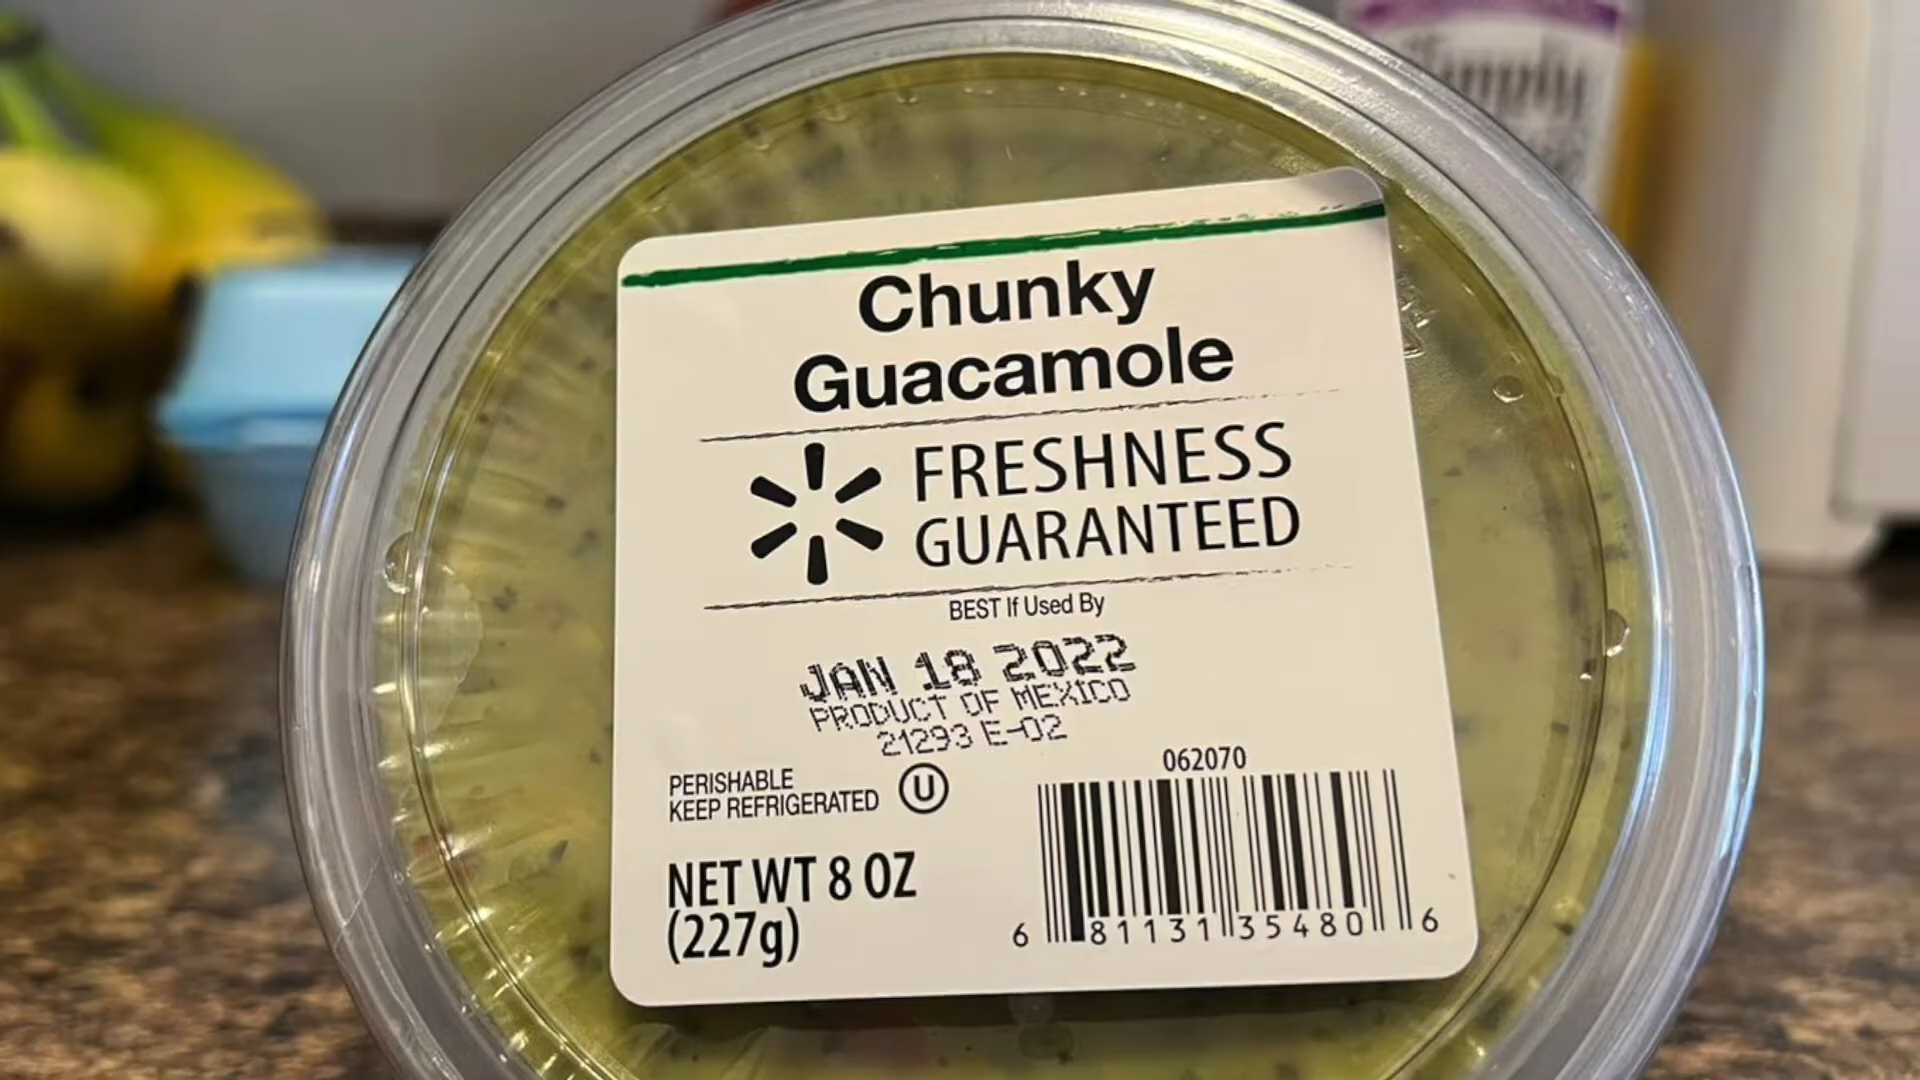 Simply
Chunky
Guacamole
FRESHNESS
GUARANTEED
BEST If Used By
JAN 18 2022
PRODUCT OF MEXICO
21293 E-02
PERISHABLE
KEEP REFRIGERATED
U
NET WT 8 OZ
(227g)
062070
6 81131 35480 6